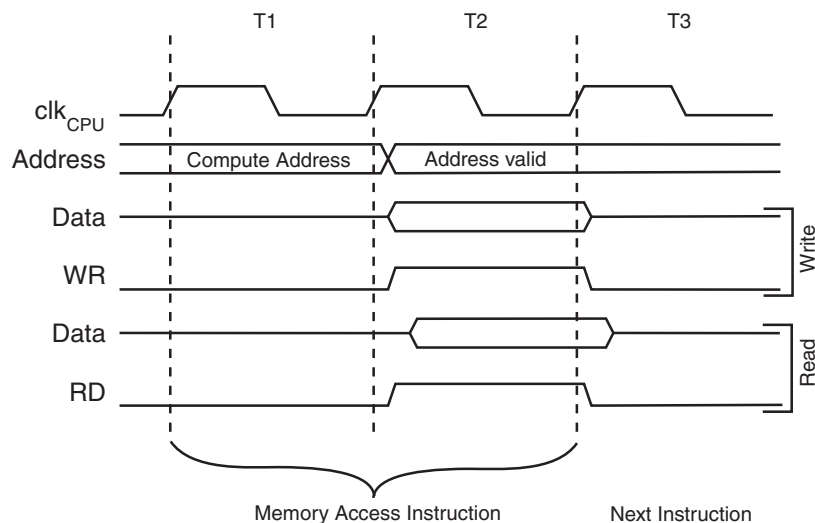 T1 T2 T3
clkCPU
Address Compute Address Address valid
Data
WR
Write
Data
RD
Read
Memory Access Instruction Next Instruction